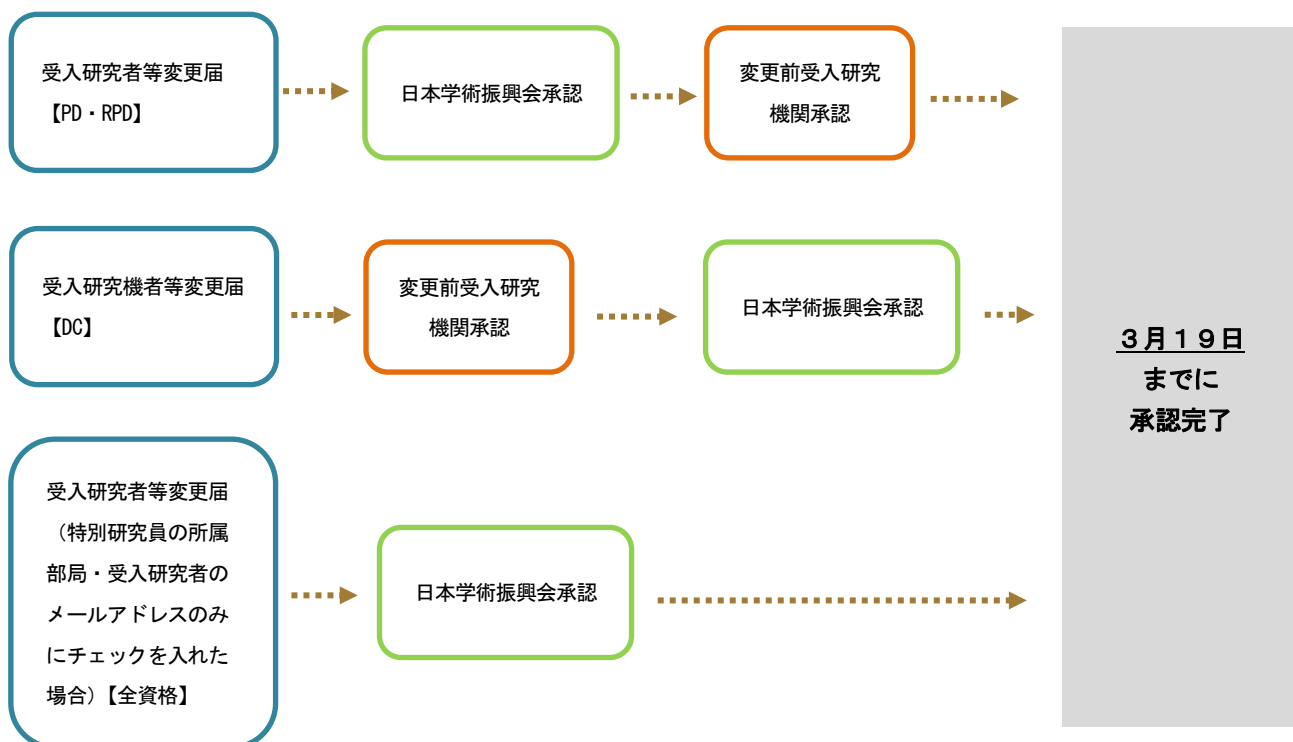 受入研究者等変更届
【PD・RPD】
日本学術振興会承認
変更前受入研究
機関承認
受入研究機者等変更届
【DC】
変更前受入研究
機関承認
日本学術振興会承認
受入研究者等変更届
（特別研究員の所属
部局・受入研究者の
メールアドレスのみ
にチェックを入れた
場合）【全資格】
日本学術振興会承認
３月１９日
までに
承認完了